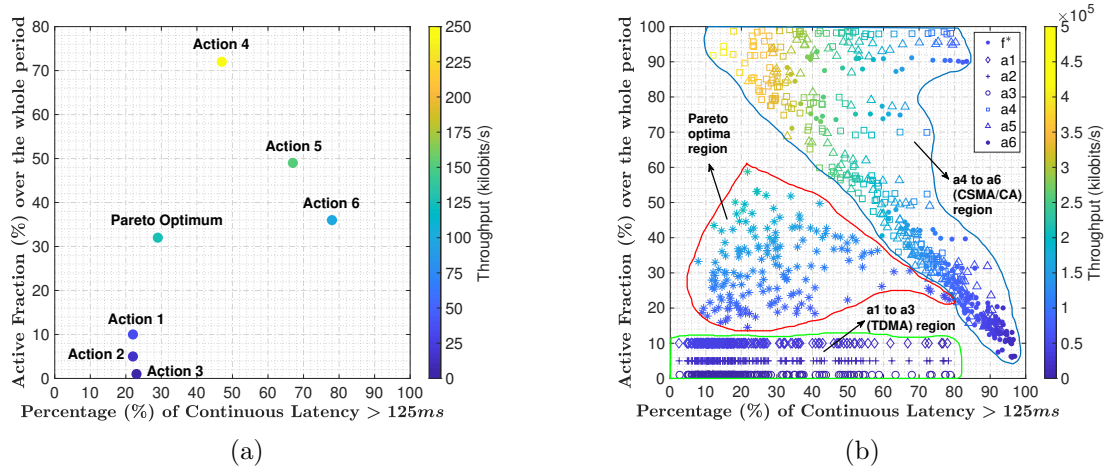 80
70
60
50
40
30
20
10
0
Active Fraction (%) over the whole period
0 10 20 30 40 50 60 70 80 90 100
Percentage (%) of Continuous Latency > 125ms
Action 4
Action 5
Action 6
Pareto Optimum
Action 1
Action 2
Action 3
250
225
200
175
150
125
100
75
50
25
0
Throughput (kilobits/s)
(a)
100
90
80
70
60
50
40
30
20
10
0
Active Fraction (%) over the whole period
0 10 20 30 40 50 60 70 80 90 100
Percentage (%) of Continuous Latency > 125ms
Pareto
optima
region
a4 to a6
(CSMA/CA)
region
a1 to a3
(TDMA) region
f*
a1
a2
a3
a4
a5
a6
×10⁵
5
4.5
4
3.5
3
2.5
2
1.5
1
0.5
0
Throughput (kilobits/s)
(b)